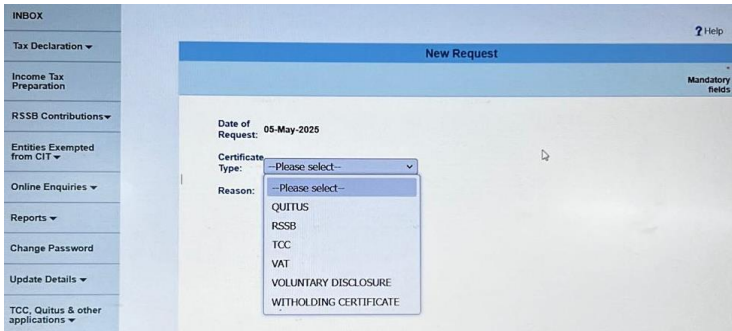 INBOX
? Help
Tax Declaration
New Request
Income Tax
Preparation
Mandatory
fields
RSSB Contributions
Date of
Request:
05-May-2025
Entities Exempted
from CIT
Certificate
Type:
--Please select--
Online Enquiries
Reason:
--Please select--
QUITUS
Reports
RSSB
TCC
Change Password
VAT
Update Details
VOLUNTARY DISCLOSURE
WITHOLDING CERTIFICATE
TCC, Quitus & other
applications